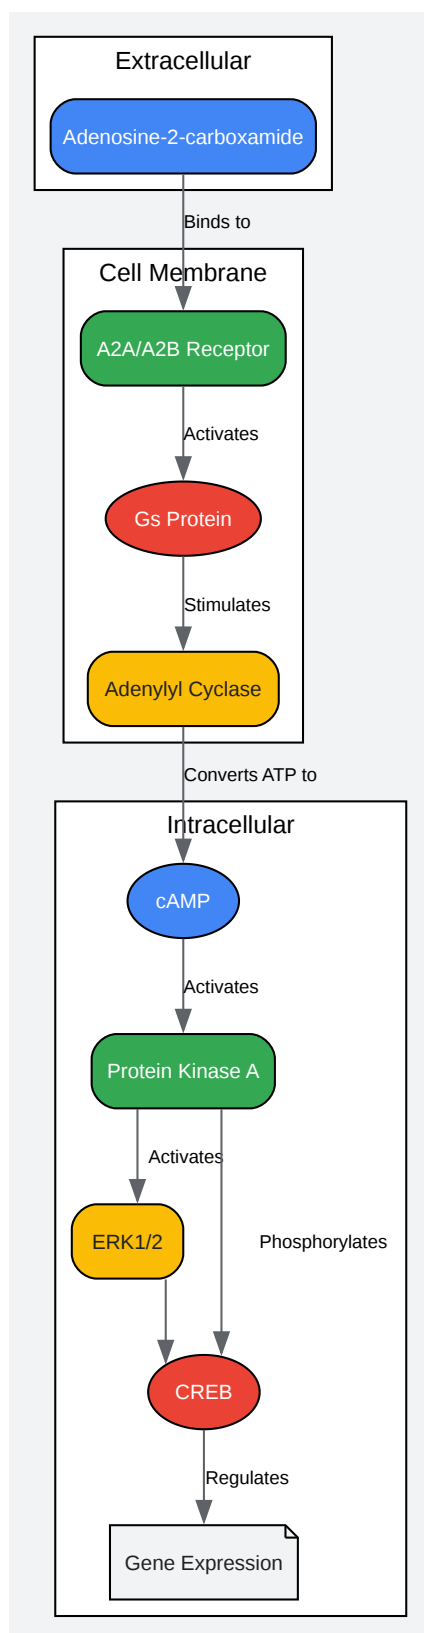 Extracellular
Adenosine-2-carboxamide
Binds to
Cell Membrane
A2A/A2B Receptor
Activates
Gs Protein
Stimulates
Adenylyl Cyclase
Converts ATP to
Intracellular
cAMP
Activates
Protein Kinase A
Activates
ERK1/2
Phosphorylates
CREB
Regulates
Gene Expression